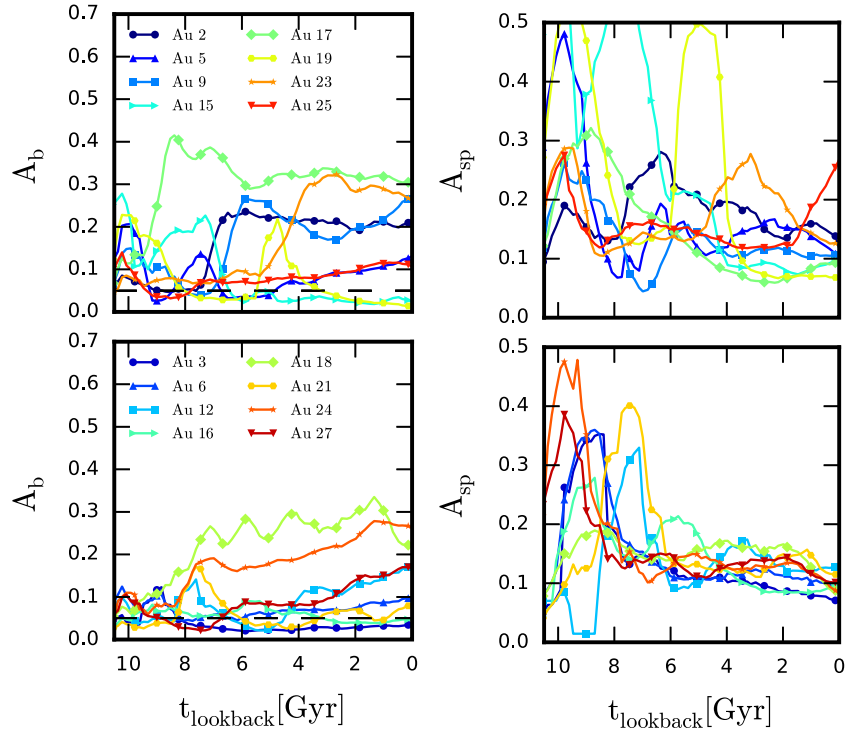 0.7
0.6
0.5
0.4
0.3
0.2
0.1
0.0
A_b
Au 2
Au 5
Au 9
Au 15
Au 17
Au 19
Au 23
Au 25
0.5
0.4
0.3
0.2
0.1
0.0
A_sp
0.7
0.6
0.5
0.4
0.3
0.2
0.1
0.0
A_b
Au 3
Au 6
Au 12
Au 16
Au 18
Au 21
Au 24
Au 27
10 8 6 4 2 0
t_lookback[Gyr]
0.5
0.4
0.3
0.2
0.1
0.0
A_sp
10 8 6 4 2 0
t_lookback[Gyr]